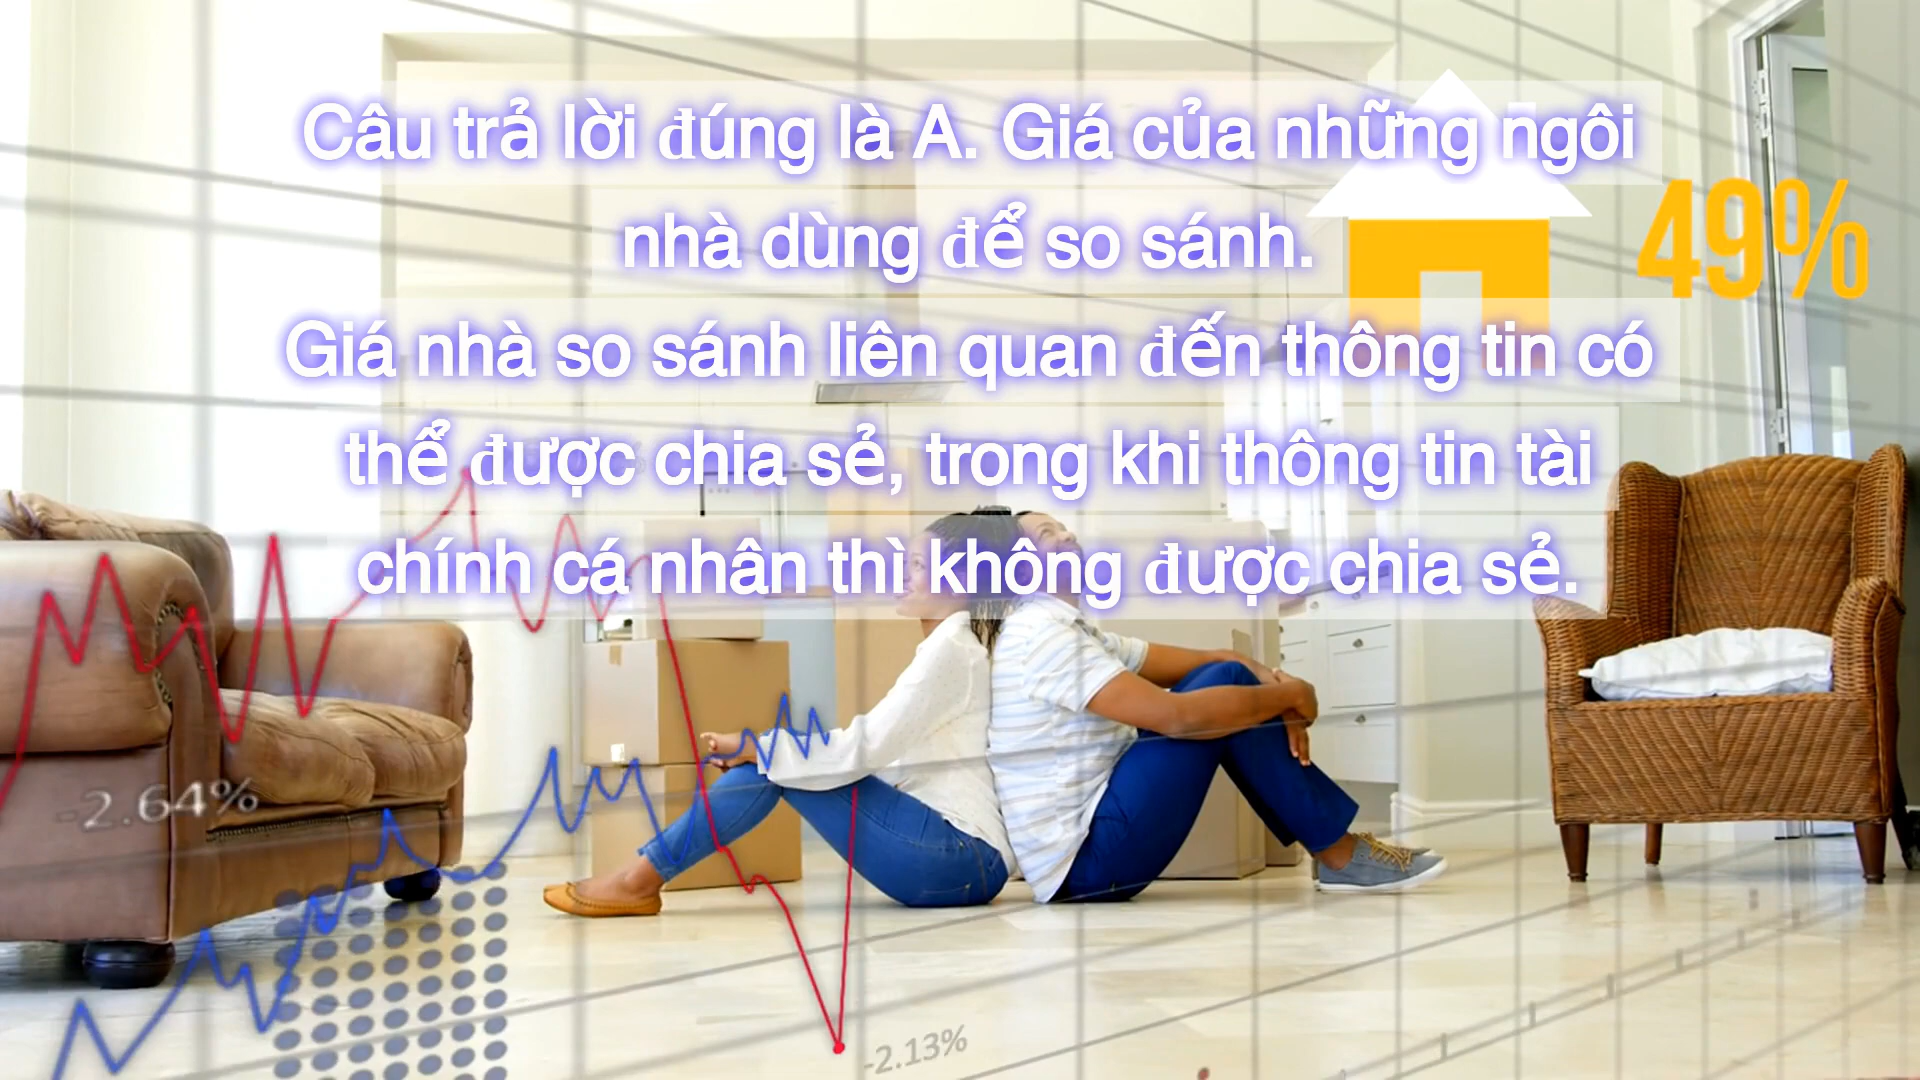 Câu trả lời đúng là A. Giá của những ngôi
nhà dùng để so sánh.
Giá nhà so sánh liên quan đến thông tin có
thể được chia sẻ, trong khi thông tin tài
chính cá nhân thì không được chia sẻ.
49%
-2.64%
-2.13%